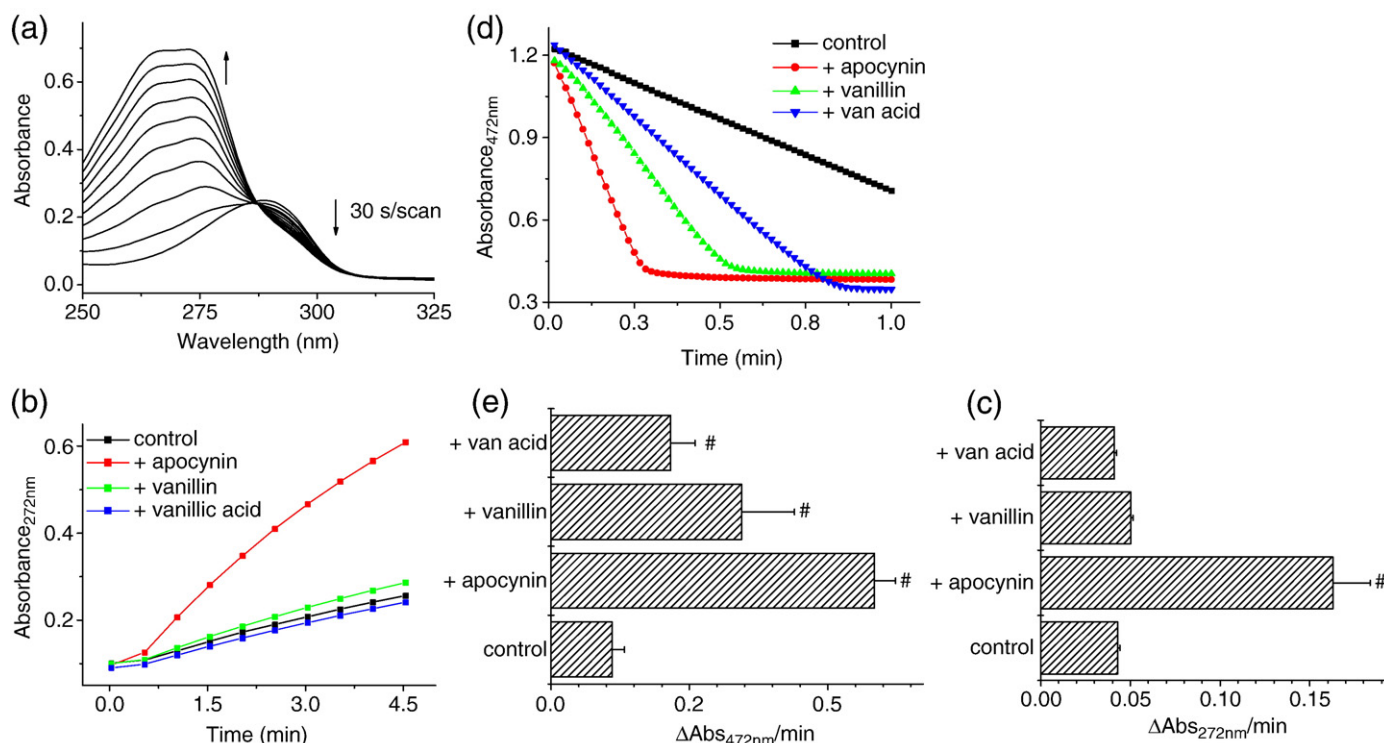 (a)
Absorbance
0.6
0.4
0.2
0.0
30 s/scan
250 275 300 325
Wavelength (nm)
(d)
control
+ apocynin
+ vanillin
+ van acid
Absorbance472nm
1.2
0.9
0.6
0.3
0.0 0.3 0.5 0.8 1.0
Time (min)
(b)
control
+ apocynin
+ vanillin
+ vanillic acid
Absorbance272nm
0.6
0.4
0.2
0.0 1.5 3.0 4.5
Time (min)
(e)
+ van acid #
+ vanillin #
+ apocynin #
control
0.0 0.2 0.5
ΔAbs472nm/min
(c)
+ van acid
+ vanillin
+ apocynin #
control
0.00 0.05 0.10 0.15
ΔAbs272nm/min